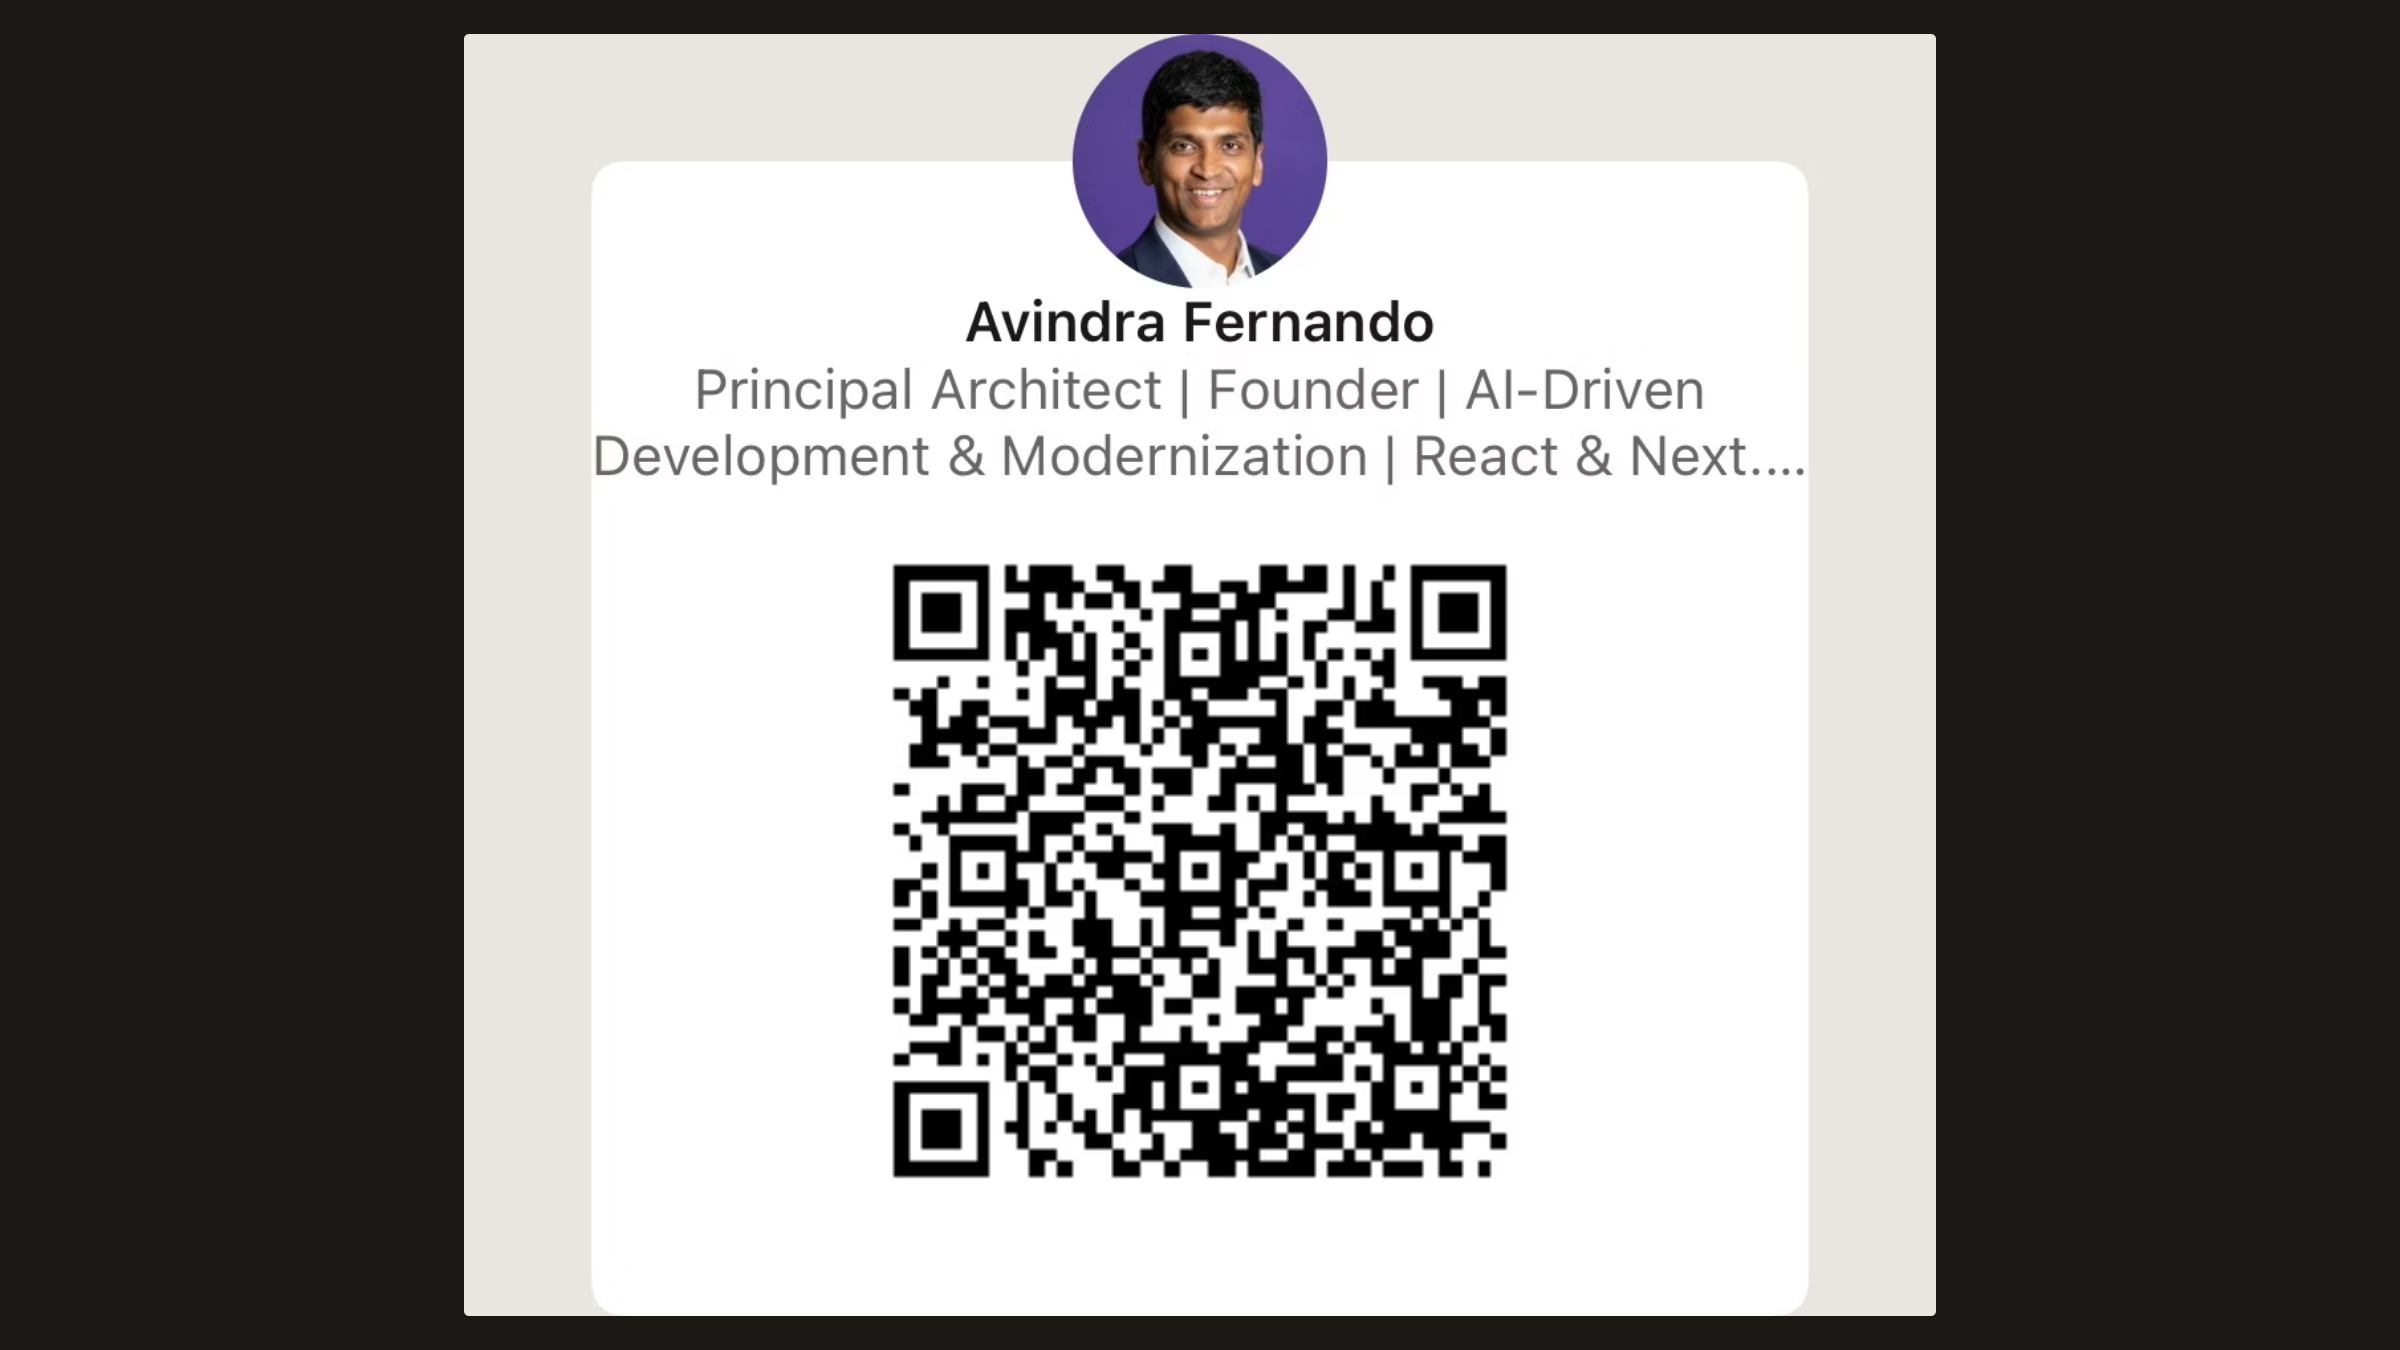 Avindra Fernando
Principal Architect | Founder | AI-Driven
Development & Modernization | React & Next....